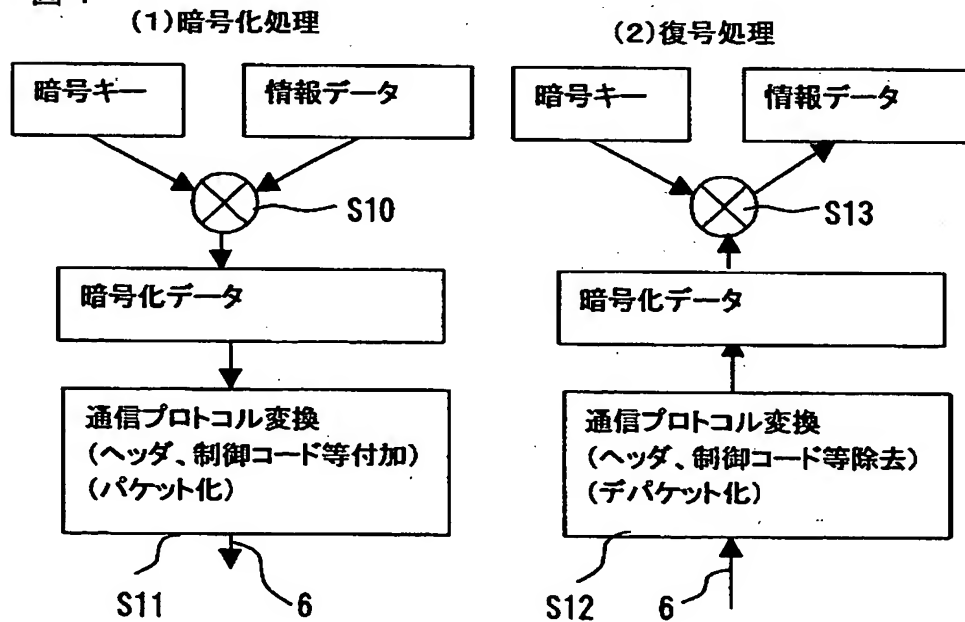 (1)暗号化処理
暗号キー
情報データ
S10
暗号化データ
通信プロトコル変換
(ヘッダ、制御コード等付加)
(パケット化)
S11
6
(2)復号処理
暗号キー
情報データ
S13
暗号化データ
通信プロトコル変換
(ヘッダ、制御コード等除去)
(デパケット化)
S12
6